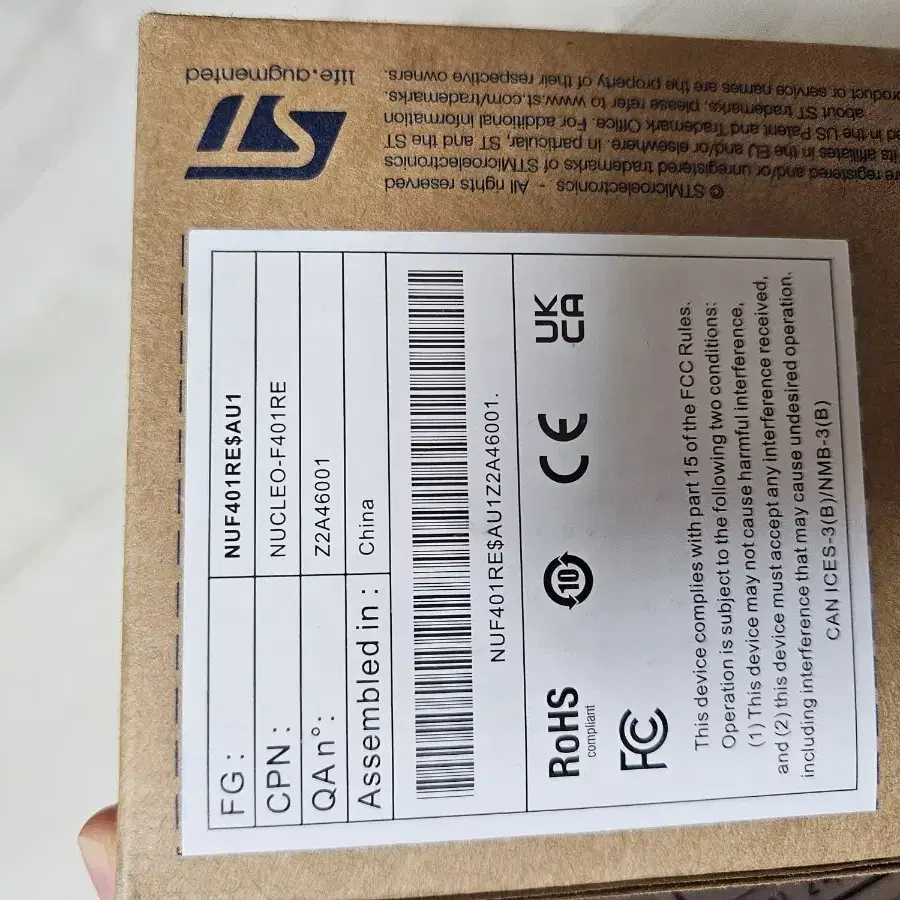 life.augmented
© STMicroelectronics - All rights reserved
are registered and/or unregistered trademarks of STMicroelectronics
its affiliates in the EU and/or elsewhere. In particular, ST and the ST
in the US Patent and Trademark Office. For additional information
about ST trademarks, please refer to www.st.com/trademarks.
product or service names are the property of their respective owners.
FG : NUF401RE$AU1
CPN : NUCLEO-F401RE
QA n° : Z2A46001
Assembled in : China
NUF401RE$AU1Z2A46001.
RoHS
compliant
10
CE
UK
CA
FC
This device complies with part 15 of the FCC Rules.
Operation is subject to the following two conditions:
(1) This device may not cause harmful interference,
and (2) this device must accept any interference received,
including interference that may cause undesired operation.
CAN ICES-3(B)/NMB-3(B)